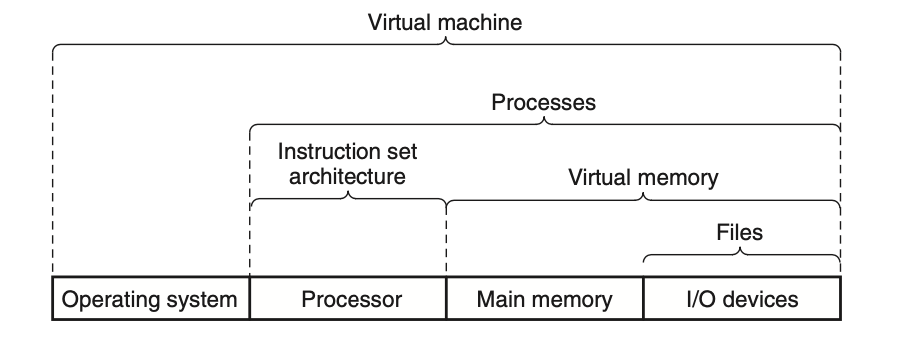 Virtual machine
Processes
Instruction set
architecture
Virtual memory
Files
Operating system
Processor
Main memory
I/O devices